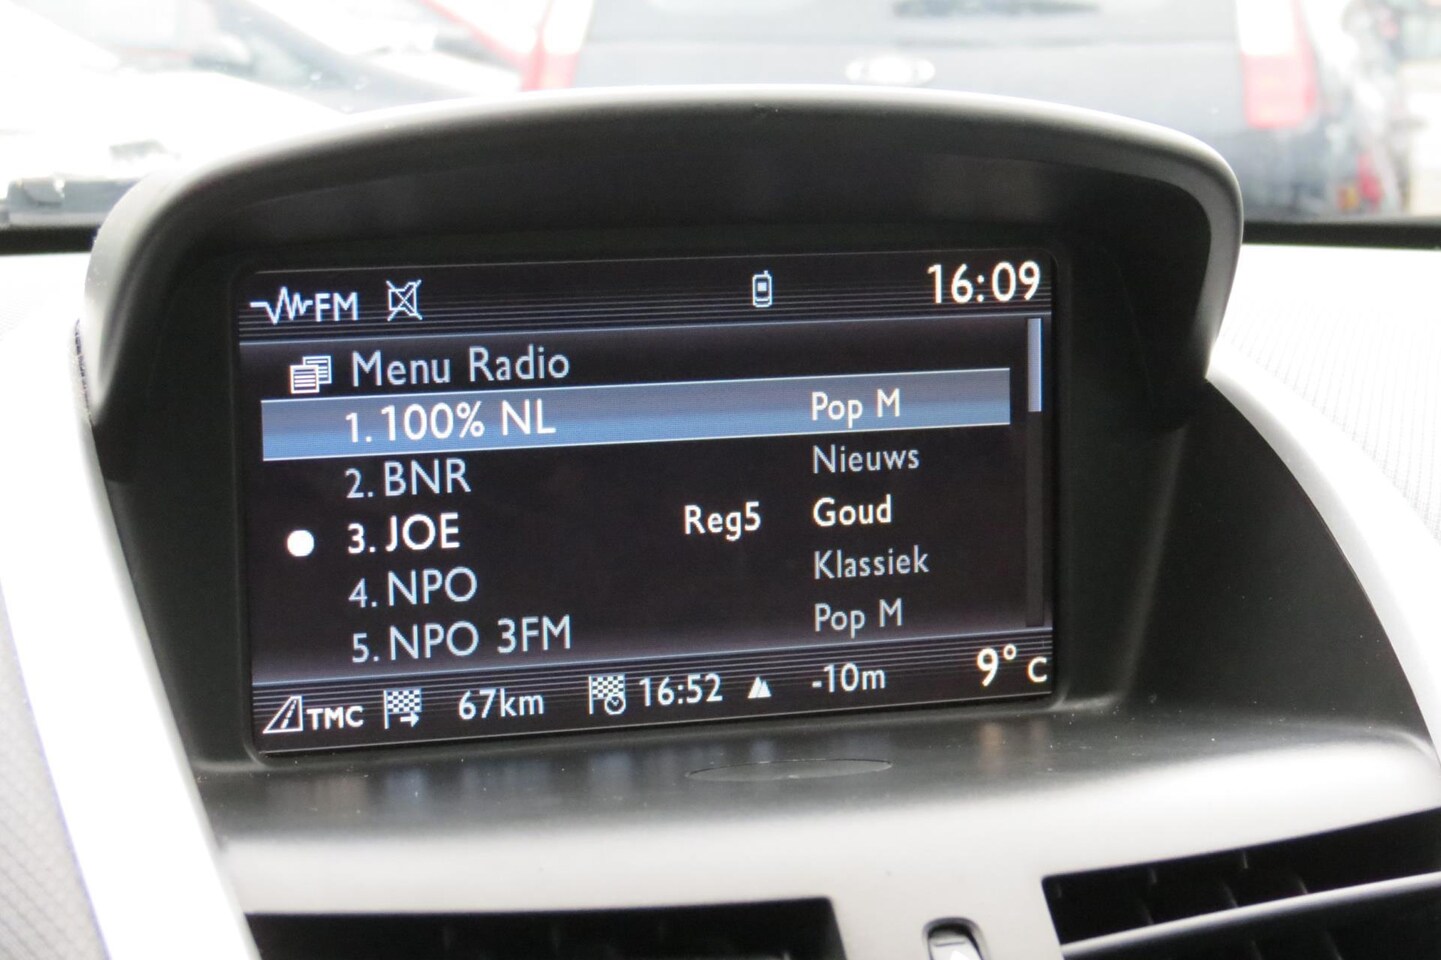 FM 16:09
Menu Radio
1. 100% NL Pop M
2. BNR Nieuws
3. JOE Reg5 Goud
4. NPO Klassiek
5. NPO 3FM Pop M
TMC 67km 16:52 -10m 9° C